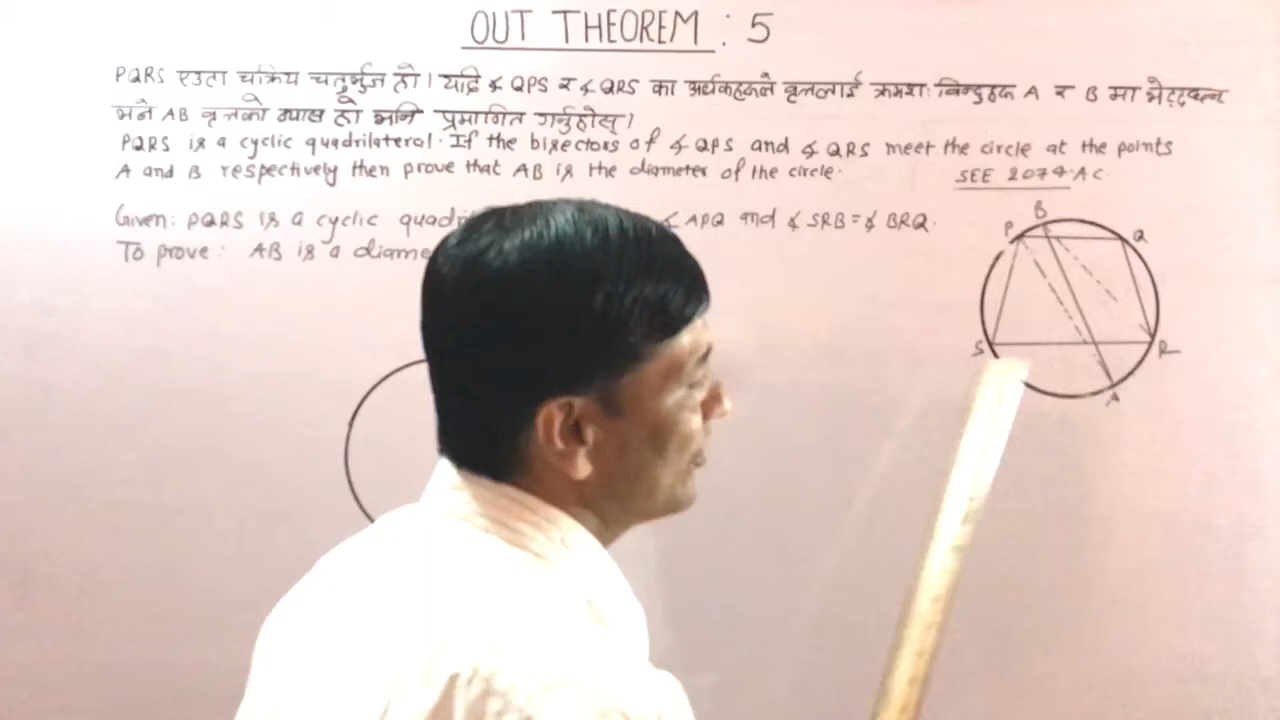 OUT THEOREM : 5
PQRS एउटा चक्रिय चतुर्भुज हो। यदि ∡ QPS र ∡ QRS का अर्धकहरूले वृत्तलाई क्रमशः बिन्दुहरू A र B मा भेट्दछन्
भने AB वृत्तको व्यास हो भनि प्रमाणित गर्नुहोस्।
PQRS is a cyclic quadrilateral. If the bisectors of ∡ QPS and ∡ QRS meet the circle at the points
A and B respectively then prove that AB is the diameter of the circle.
SEE 2074 AC
Given: PQRS is a cyclic ∡ APQ and ∡ SRB = ∡ BRQ.
To prove: AB is a
B
P
Q
S
R
A